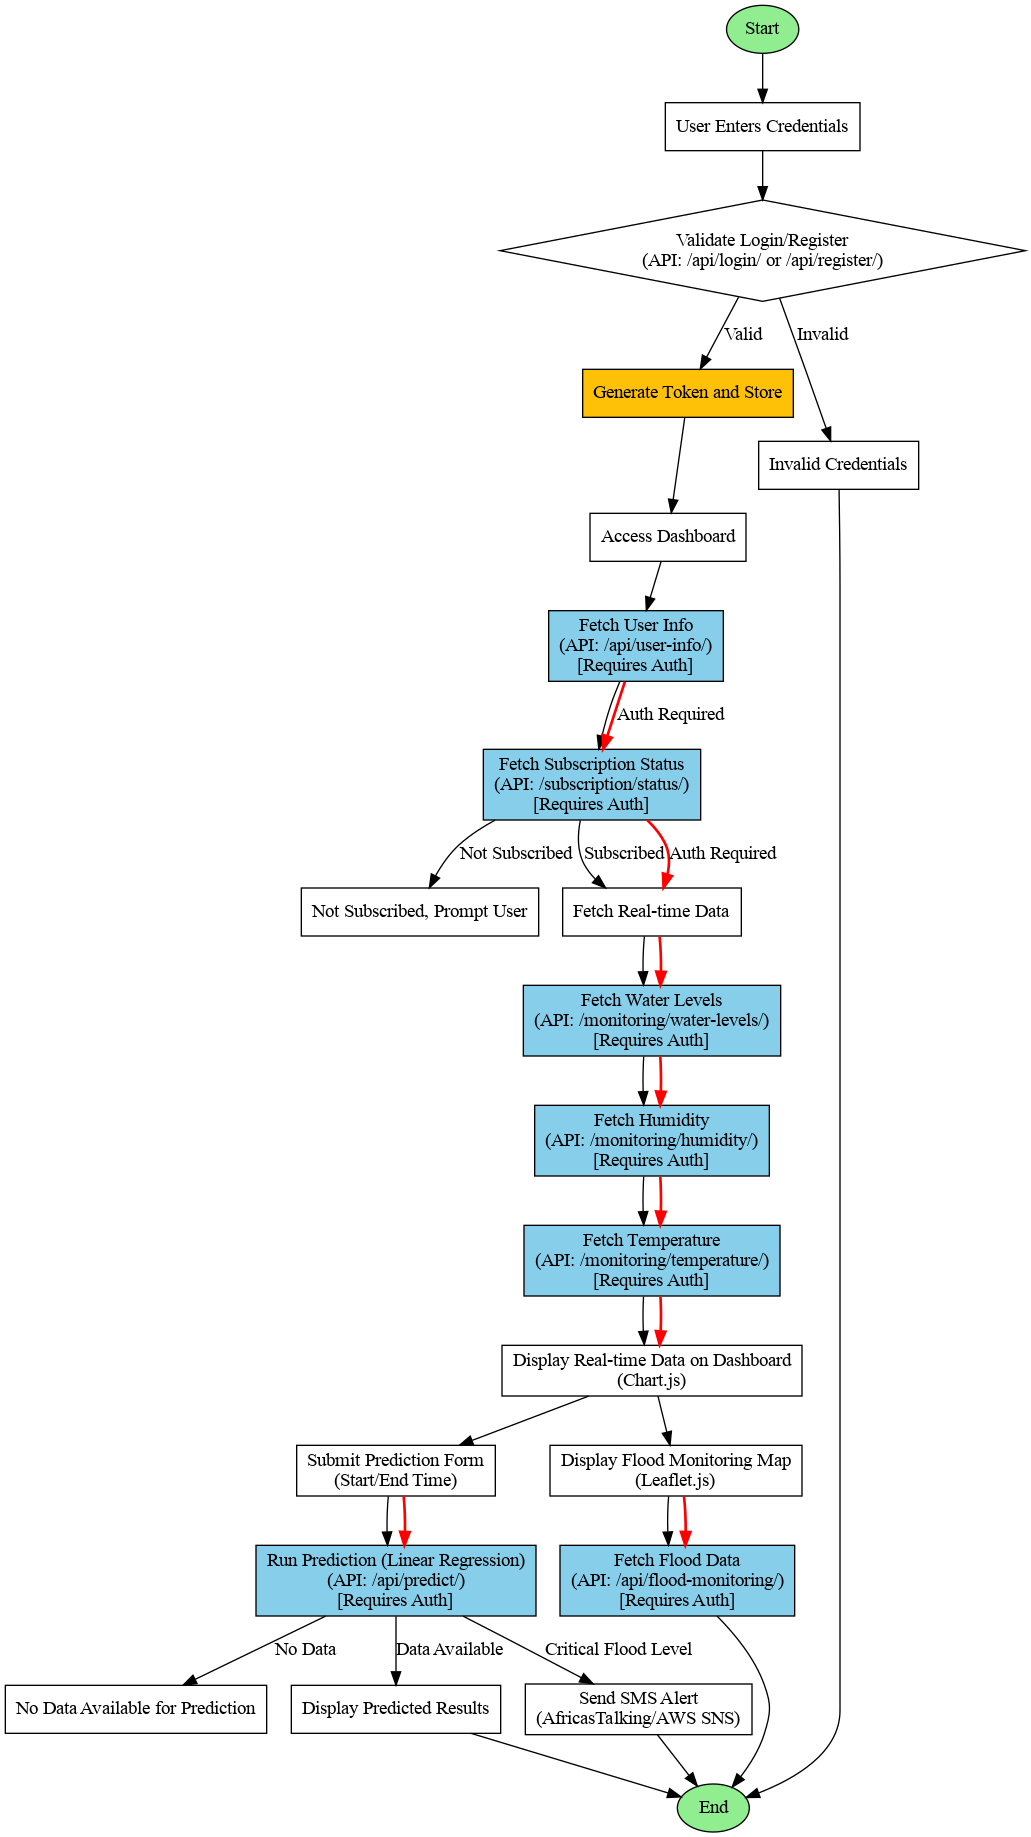 Start
User Enters Credentials
Validate Login/Register
(API: /api/login/ or /api/register/)
Valid
Invalid
Generate Token and Store
Invalid Credentials
Access Dashboard
Fetch User Info
(API: /api/user-info/)
[Requires Auth]
Auth Required
Fetch Subscription Status
(API: /subscription/status/)
[Requires Auth]
Not Subscribed
Subscribed
Auth Required
Not Subscribed, Prompt User
Fetch Real-time Data
Fetch Water Levels
(API: /monitoring/water-levels/)
[Requires Auth]
Fetch Humidity
(API: /monitoring/humidity/)
[Requires Auth]
Fetch Temperature
(API: /monitoring/temperature/)
[Requires Auth]
Display Real-time Data on Dashboard
(Chart.js)
Submit Prediction Form
(Start/End Time)
Display Flood Monitoring Map
(Leaflet.js)
Run Prediction (Linear Regression)
(API: /api/predict/)
[Requires Auth]
Fetch Flood Data
(API: /api/flood-monitoring/)
[Requires Auth]
No Data
Data Available
Critical Flood Level
No Data Available for Prediction
Display Predicted Results
Send SMS Alert
(AfricasTalking/AWS SNS)
End